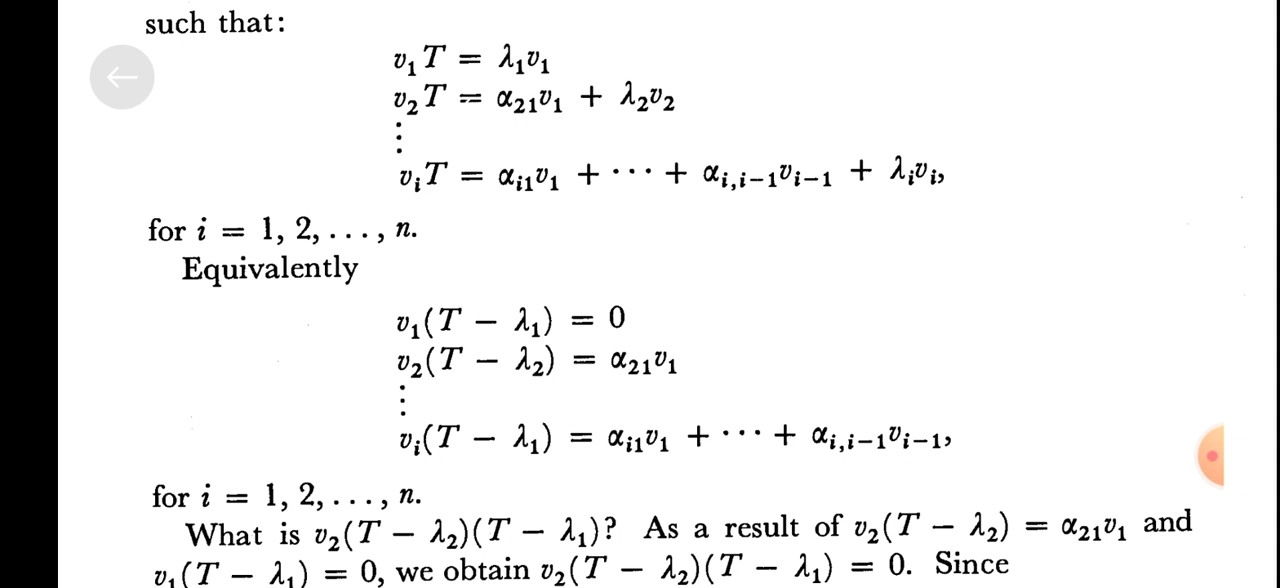 such that:
v₁T = λ₁v₁
v₂T = α₂₁v₁ + λ₂v₂
⋮
vᵢT = αᵢ₁v₁ + ··· + αᵢ,ᵢ₋₁vᵢ₋₁ + λᵢvᵢ,
for i = 1, 2, . . . , n.
Equivalently
v₁(T − λ₁) = 0
v₂(T − λ₂) = α₂₁v₁
⋮
vᵢ(T − λ₁) = αᵢ₁v₁ + ··· + αᵢ,ᵢ₋₁vᵢ₋₁,
for i = 1, 2, . . . , n.
What is v₂(T − λ₂)(T − λ₁)? As a result of v₂(T − λ₂) = α₂₁v₁ and
v₁(T − λ₁) = 0, we obtain v₂(T − λ₂)(T − λ₁) = 0. Since